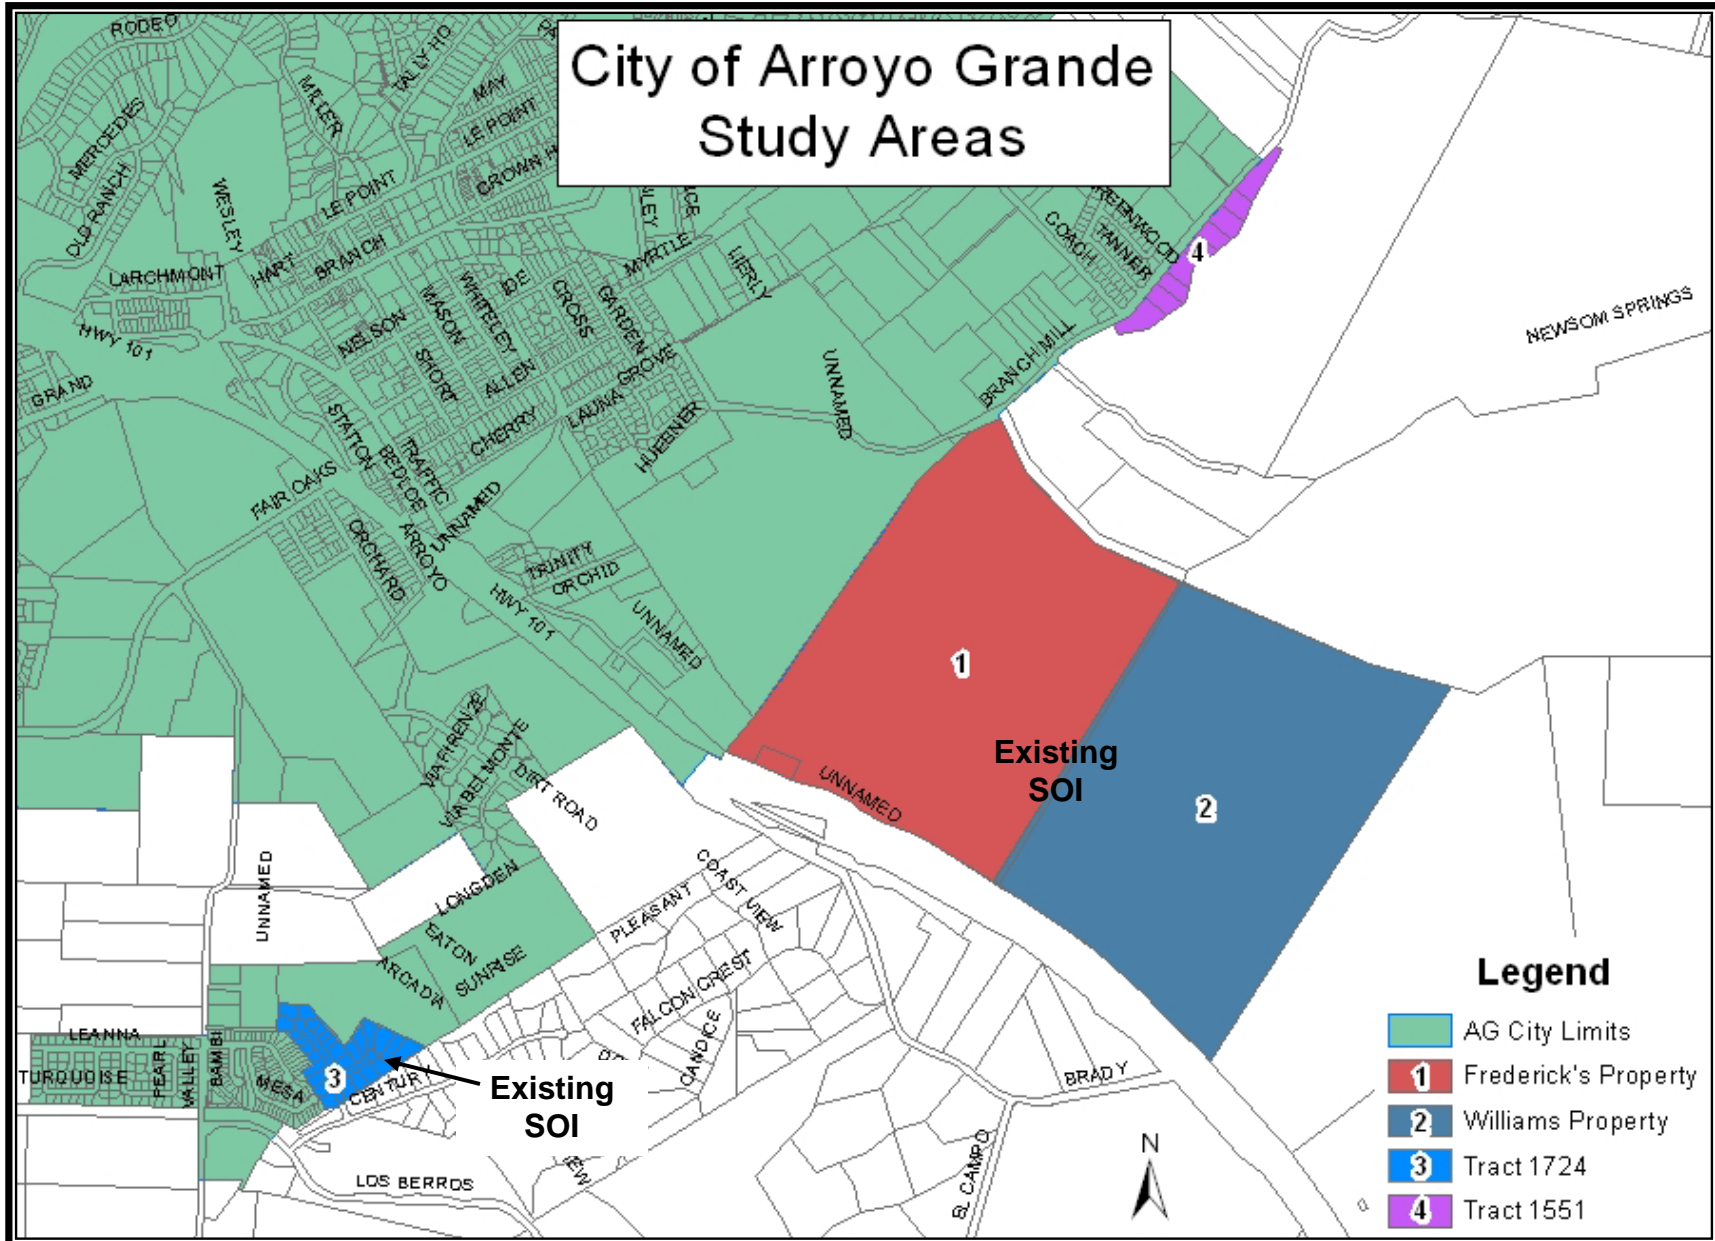 City of Arroyo Grande
Study Areas
RODEO
TALLY HO
MAY
MILLER
LE POINT
MERCEDES
CROWN H
OLD RANCH
WESLEY
LE POINT
NLEY
MYRTLE
COACH
TANNER
4
LARCHMONT
HART
BRANCH
IDE
WHITELEY
MASON
CROSS
GARDEN
NEWSOM SPRINGS
HWY 101
NELSON
SHORT
ALLEN
GROVE
LAUNA
UNNAMED
BRANCH MILL
GRAND
STATION
CHERRY
HUEBNER
TRAFFIC
BEDLOE
FAIR OAKS
UNNAMED
ORCHARD
ARROYO
TRINITY
ORCHID
HWY 101
UNNAMED
1
VIA FIRENZE
VIA BELMONTE
DIRT ROAD
Existing
SOI
UNNAMED
2
UNNAMED
LONGDEN
PLEASANT
COAST VIEW
EATON
ARCADIA
SUNRISE
FALCON CREST
CANDICE
LEANNA
PEARL
VALLEY
BAMBI
TURQUOISE
MESA
3
CENTUR
Existing
SOI
BRADY
LOS BERROS
EW
EL CAMPO
N
Legend
AG City Limits
1 Frederick's Property
2 Williams Property
3 Tract 1724
4 Tract 1551